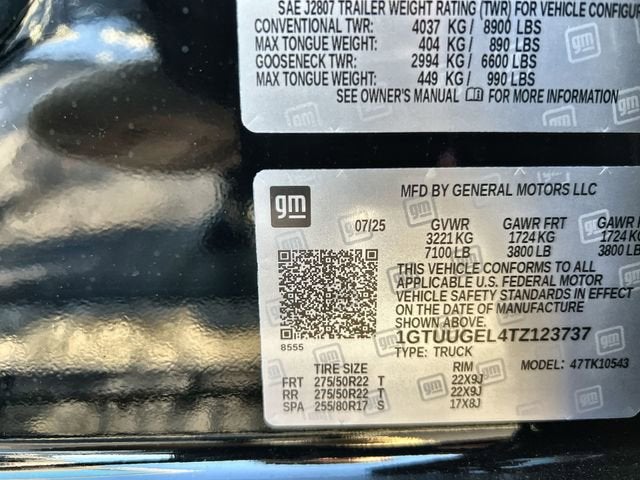 SAE J2807 TRAILER WEIGHT RATING (TWR) FOR VEHICLE CONFIGU
CONVENTIONAL TWR: 4037 KG / 8900 LBS
MAX TONGUE WEIGHT: 404 KG / 890 LBS
GOOSENECK TWR: 2994 KG / 6600 LBS
MAX TONGUE WEIGHT: 449 KG / 990 LBS
SEE OWNER'S MANUAL FOR MORE INFORMATION
gm
MFD BY GENERAL MOTORS LLC
07/25 GVWR GAWR FRT GAWR R
3221 KG 1724 KG 1724 KG
7100 LB 3800 LB 3800 LB
THIS VEHICLE CONFORMS TO ALL
APPLICABLE U.S. FEDERAL MOTOR
VEHICLE SAFETY STANDARDS IN EFFECT
ON THE DATE OF MANUFACTURE
SHOWN ABOVE.
8555
1GTUUGEL4TZ123737
TYPE: TRUCK MODEL: 47TK10543
TIRE SIZE RIM
FRT 275/50R22 T 22X9J
RR 275/50R22 T 22X9J
SPA 255/80R17 S 17X8J